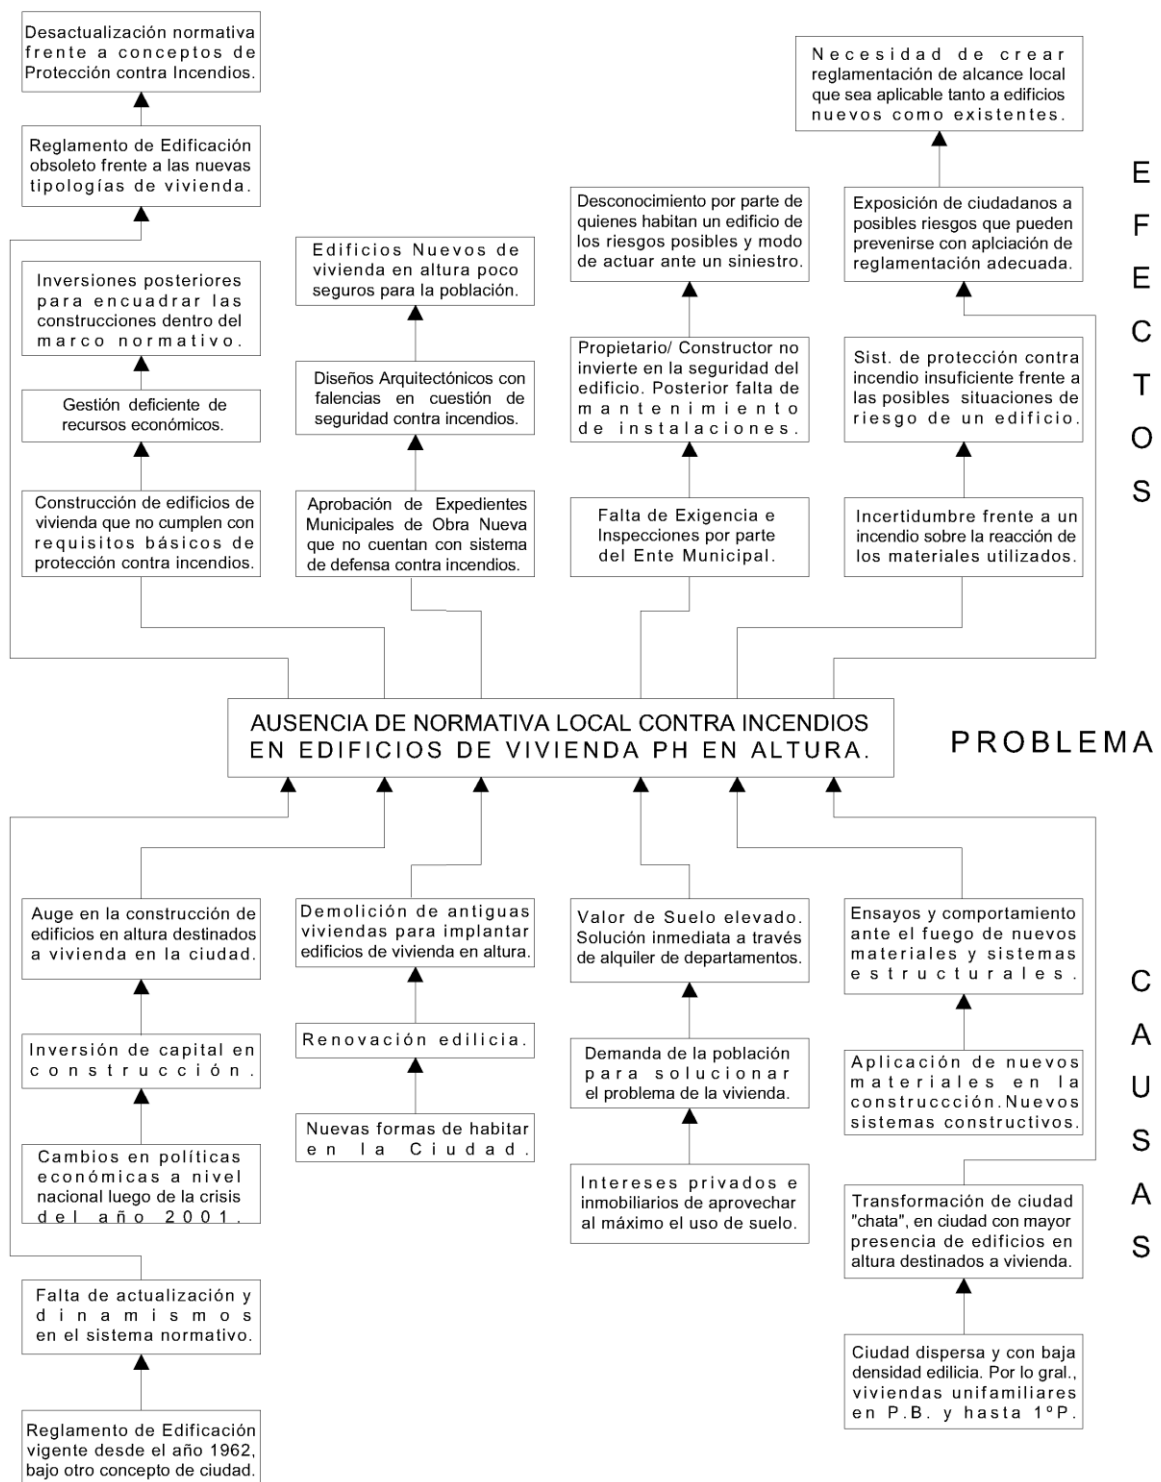 Desactualización normativa
frente a conceptos de
Protección contra Incendios.
Reglamento de Edificación
obsoleto frente a las nuevas
tipologías de vivienda.
Inversiones posteriores
para encuadrar las
construcciones dentro del
marco normativo.
Gestión deficiente de
recursos económicos.
Construcción de edificios de
vivienda que no cumplen con
requisitos básicos de
protección contra incendios.
Edificios Nuevos de
vivienda en altura poco
seguros para la población.
Diseños Arquitectónicos con
falencias en cuestión de
seguridad contra incendios.
Aprobación de Expedientes
Municipales de Obra Nueva
que no cuentan con sistema
de defensa contra incendios.
Desconocimiento por parte de
quienes habitan un edificio de
los riesgos posibles y modo
de actuar ante un siniestro.
Propietario/ Constructor no
invierte en la seguridad del
edificio. Posterior falta de
mantenimiento
de instalaciones.
Falta de Exigencia e
Inspecciones por parte
del Ente Municipal.
Necesidad de crear
reglamentación de alcance local
que sea aplicable tanto a edificios
nuevos como existentes.
Exposición de ciudadanos a
posibles riesgos que pueden
prevenirse con aplciación de
reglamentación adecuada.
Sist. de protección contra
incendio insuficiente frente a
las posibles situaciones de
riesgo de un edificio.
Incertidumbre frente a un
incendio sobre la reacción de
los materiales utilizados.
EFECTOS
AUSENCIA DE NORMATIVA LOCAL CONTRA INCENDIOS
EN EDIFICIOS DE VIVIENDA PH EN ALTURA.
PROBLEMA
Auge en la construcción de
edificios en altura destinados
a vivienda en la ciudad.
Inversión de capital en
construcción.
Cambios en políticas
económicas a nivel
nacional luego de la crisis
del año 2001.
Falta de actualización y
dinamismos
en el sistema normativo.
Reglamento de Edificación
vigente desde el año 1962,
bajo otro concepto de ciudad.
Demolición de antiguas
viviendas para implantar
edificios de vivienda en altura.
Renovación edilicia.
Nuevas formas de habitar
en la Ciudad.
Valor de Suelo elevado.
Solución inmediata a través
de alquiler de departamentos.
Demanda de la población
para solucionar
el problema de la vivienda.
Intereses privados e
inmobiliarios de aprovechar
al máximo el uso de suelo.
Ensayos y comportamiento
ante el fuego de nuevos
materiales y sistemas
estructurales.
Aplicación de nuevos
materiales en la
construccción. Nuevos
sistemas constructivos.
Transformación de ciudad
"chata", en ciudad con mayor
presencia de edificios en
altura destinados a vivienda.
Ciudad dispersa y con baja
densidad edilicia. Por lo gral.,
viviendas unifamiliares
en P.B. y hasta 1ºP.
CAUSAS